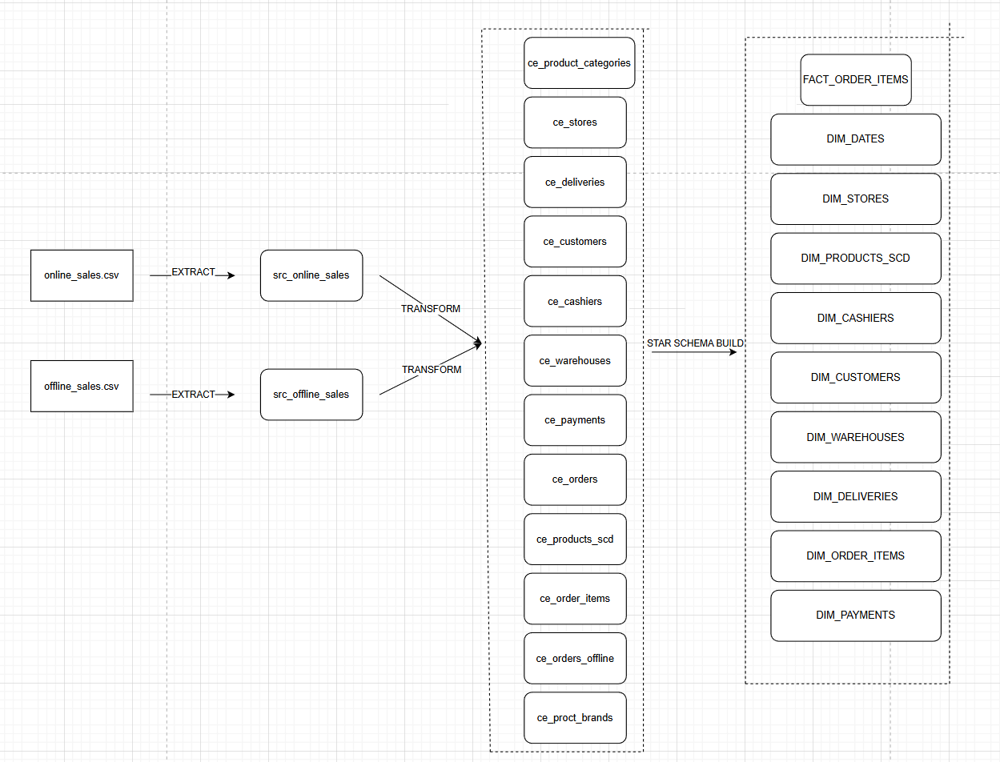 online_sales.csv
offline_sales.csv
EXTRACT
EXTRACT
src_online_sales
src_offline_sales
TRANSFORM
TRANSFORM
ce_product_categories
ce_stores
ce_deliveries
ce_customers
ce_cashiers
ce_warehouses
ce_payments
ce_orders
ce_products_scd
ce_order_items
ce_orders_offline
ce_proct_brands
STAR SCHEMA BUILD
FACT_ORDER_ITEMS
DIM_DATES
DIM_STORES
DIM_PRODUCTS_SCD
DIM_CASHIERS
DIM_CUSTOMERS
DIM_WAREHOUSES
DIM_DELIVERIES
DIM_ORDER_ITEMS
DIM_PAYMENTS